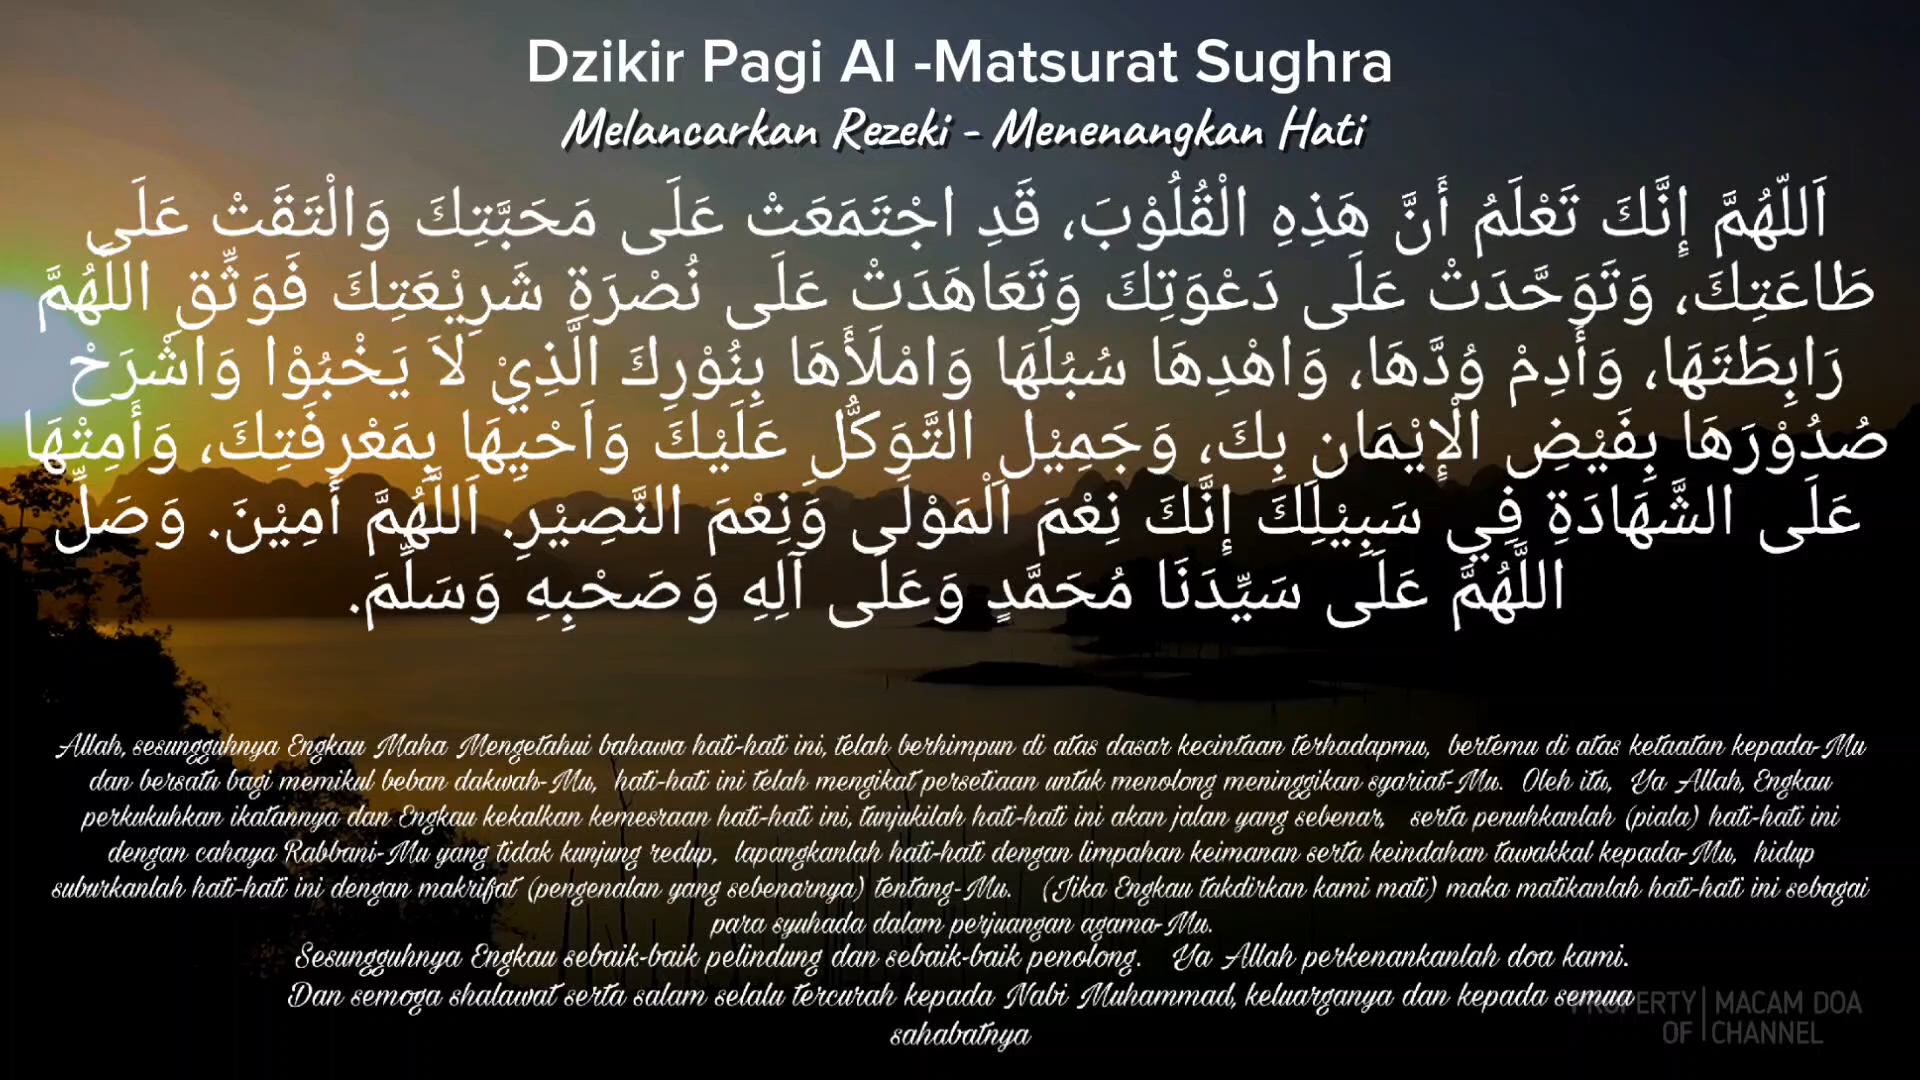 Dzikir Pagi Al -Matsurat Sughra
Melancarkan Rezeki - Menenangkan Hati
اَللّهُمَّ إِنَّكَ تَعْلَمُ أَنَّ هَذِهِ الْقُلُوْبَ، قَدِ اجْتَمَعَتْ عَلَى مَحَبَّتِكَ وَالْتَقَتْ عَلَى
طَاعَتِكَ، وَتَوَحَّدَتْ عَلَى دَعْوَتِكَ وَتَعَاهَدَتْ عَلَى نُصْرَةِ شَرِيْعَتِكَ فَوَثِّقِ اللَّهُمَّ
رَابِطَتَهَا، وَأَدِمْ وُدَّهَا، وَاهْدِهَا سُبُلَهَا وَامْلَأْهَا بِنُوْرِكَ الَّذِيْ لاَ يَخْبُوْا وَاشْرَحْ
صُدُوْرَهَا بِفَيْضِ الْإِيْمَانِ بِكَ، وَجَمِيْلِ التَّوَكُّلِ عَلَيْكَ وَاَحْيِهَا بِمَعْرِفَتِكَ، وَأَمِتْهَا
عَلَى الشَّهَادَةِ فِي سَبِيْلِكَ إِنَّكَ نِعْمَ الْمَوْلَى وَنِعْمَ النَّصِيْرِ. اَللَّهُمَّ أَمِيْنَ. وَصَلِّ
اللَّهُمَّ عَلَى سَيِّدَنَا مُحَمَّدٍ وَعَلَى آلِهِ وَصَحْبِهِ وَسَلِّمَ.
Allah, sesungguhnya Engkau Maha Mengetahui bahawa hati-hati ini, telah berhimpun di atas dasar kecintaan terhadapmu, bertemu di atas ketaatan kepada-Mu
dan bersatu bagi memikul beban dakwah-Mu, hati-hati ini telah mengikat persetiaan untuk menolong meninggikan syariat-Mu. Oleh itu, Ya Allah, Engkau
perkukuhkan ikatannya dan Engkau kekalkan kemesraan hati-hati ini, tunjukilah hati-hati ini akan jalan yang sebenar, serta penuhkanlah (piala) hati-hati ini
dengan cahaya Rabbani-Mu yang tidak kunjung redup, lapangkanlah hati-hati dengan limpahan keimanan serta keindahan tawakkal kepada-Mu, hidup
suburkanlah hati-hati ini dengan makrifat (pengenalan yang sebenarnya) tentang-Mu. (Jika Engkau takdirkan kami mati) maka matikanlah hati-hati ini sebagai
para syuhada dalam perjuangan agama-Mu.
Sesungguhnya Engkau sebaik-baik pelindung dan sebaik-baik penolong. Ya Allah perkenankanlah doa kami.
Dan semoga shalawat serta salam selalu tercurah kepada Nabi Muhammad, keluarganya dan kepada semua
sahabatnya
PROPERTY OF | MACAM DOA CHANNEL